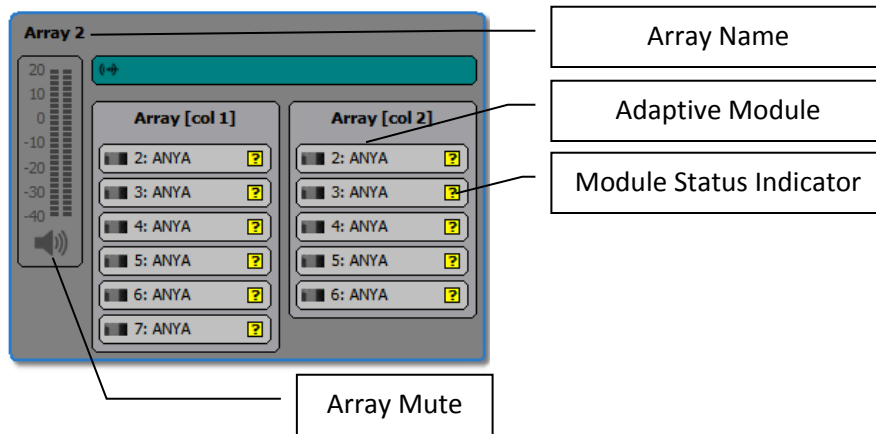 Array 2
Array Name
20
10
0
-10
-20
-30
-40
Array [col 1]
2: ANYA ?
3: ANYA ?
4: ANYA ?
5: ANYA ?
6: ANYA ?
7: ANYA ?
Array [col 2]
2: ANYA ?
3: ANYA ?
4: ANYA ?
5: ANYA ?
6: ANYA ?
Adaptive Module
Module Status Indicator
Array Mute